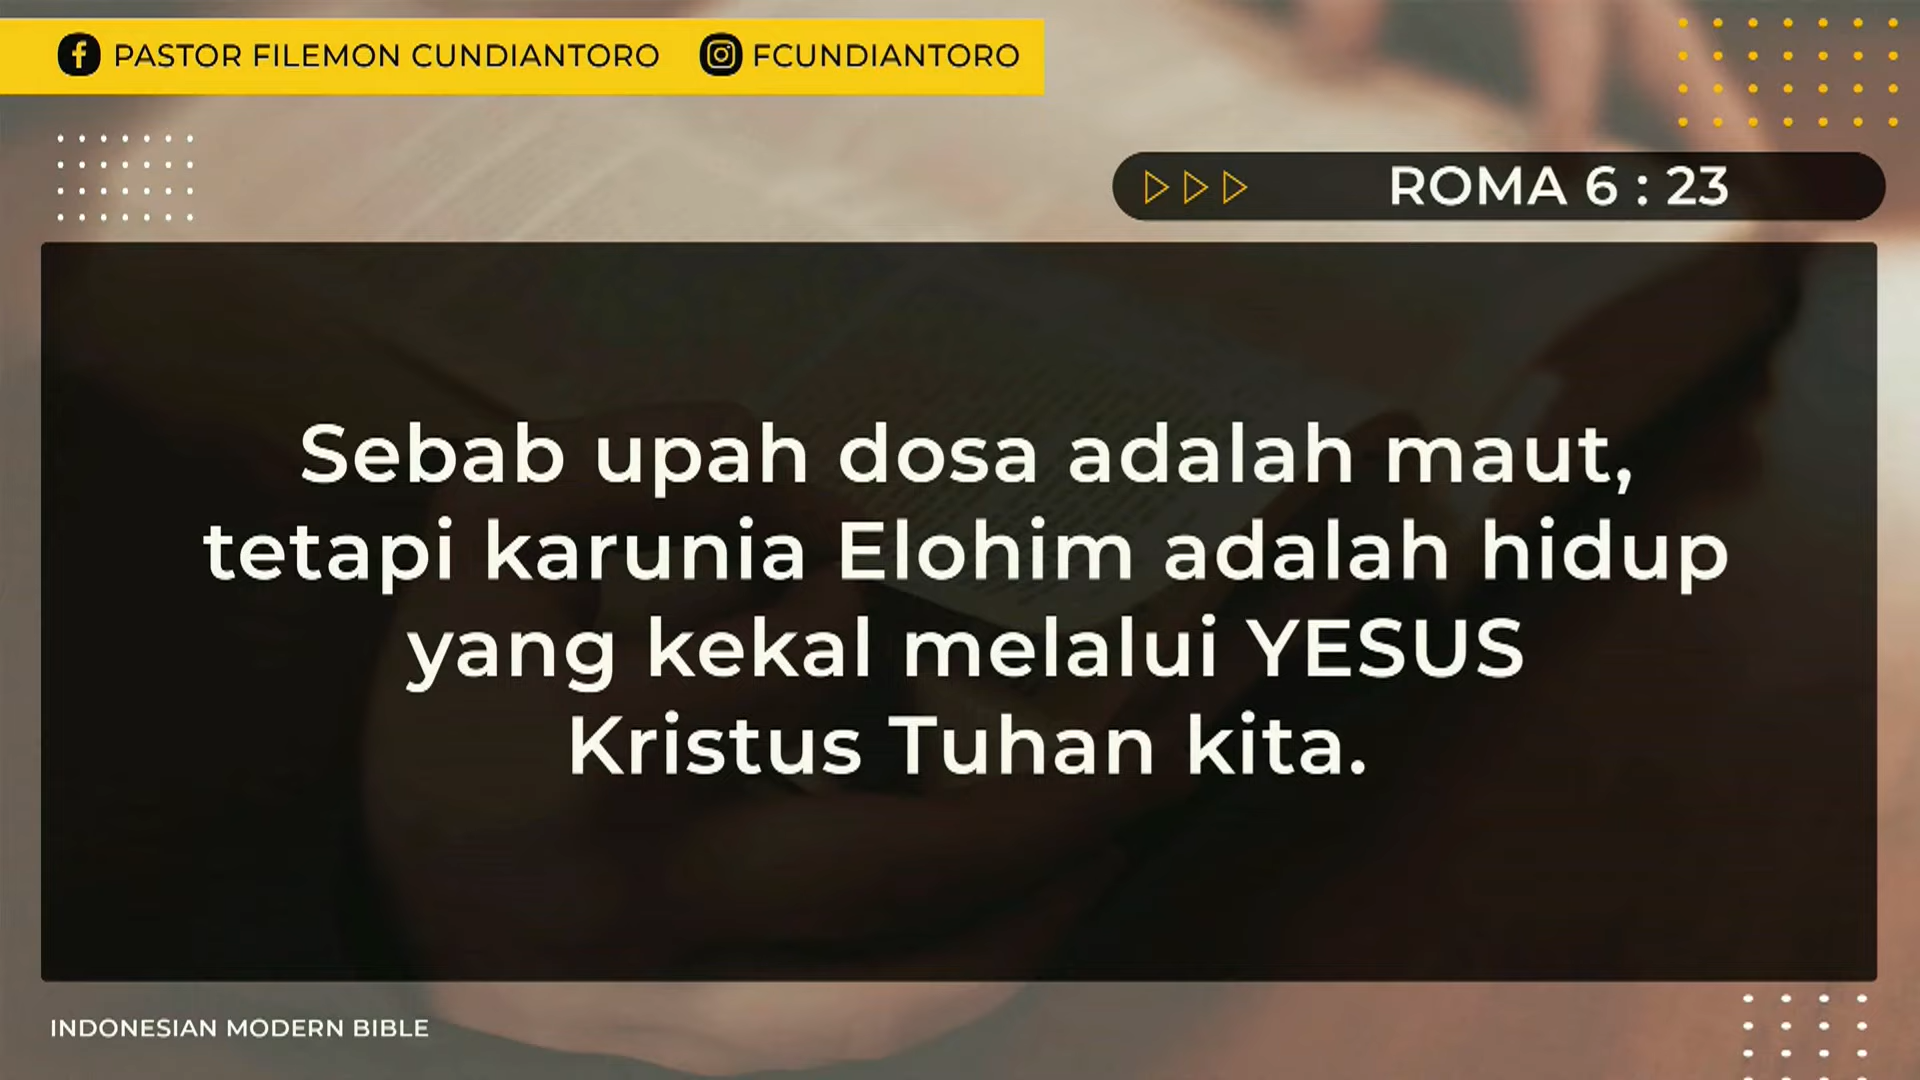 PASTOR FILEMON CUNDIANTORO FCUNDIANTORO
ROMA 6 : 23
Sebab upah dosa adalah maut,
tetapi karunia Elohim adalah hidup
yang kekal melalui YESUS
Kristus Tuhan kita.
INDONESIAN MODERN BIBLE